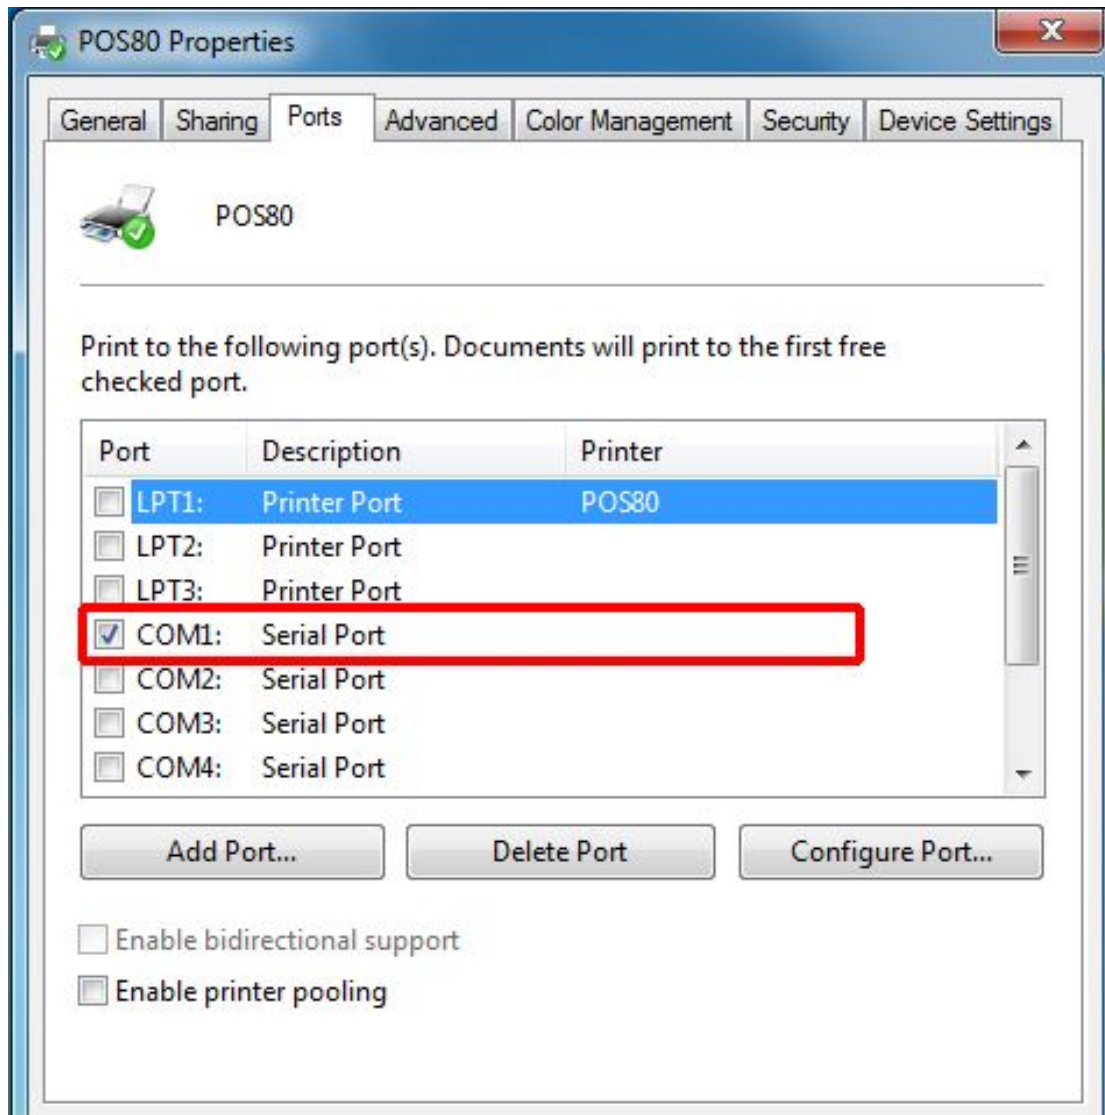 POS80 Properties
General Sharing Ports Advanced Color Management Security Device Settings
POS80
Print to the following port(s). Documents will print to the first free
checked port.
Port Description Printer
LPT1: Printer Port POS80
LPT2: Printer Port
LPT3: Printer Port
COM1: Serial Port
COM2: Serial Port
COM3: Serial Port
COM4: Serial Port
Add Port... Delete Port Configure Port...
Enable bidirectional support
Enable printer pooling